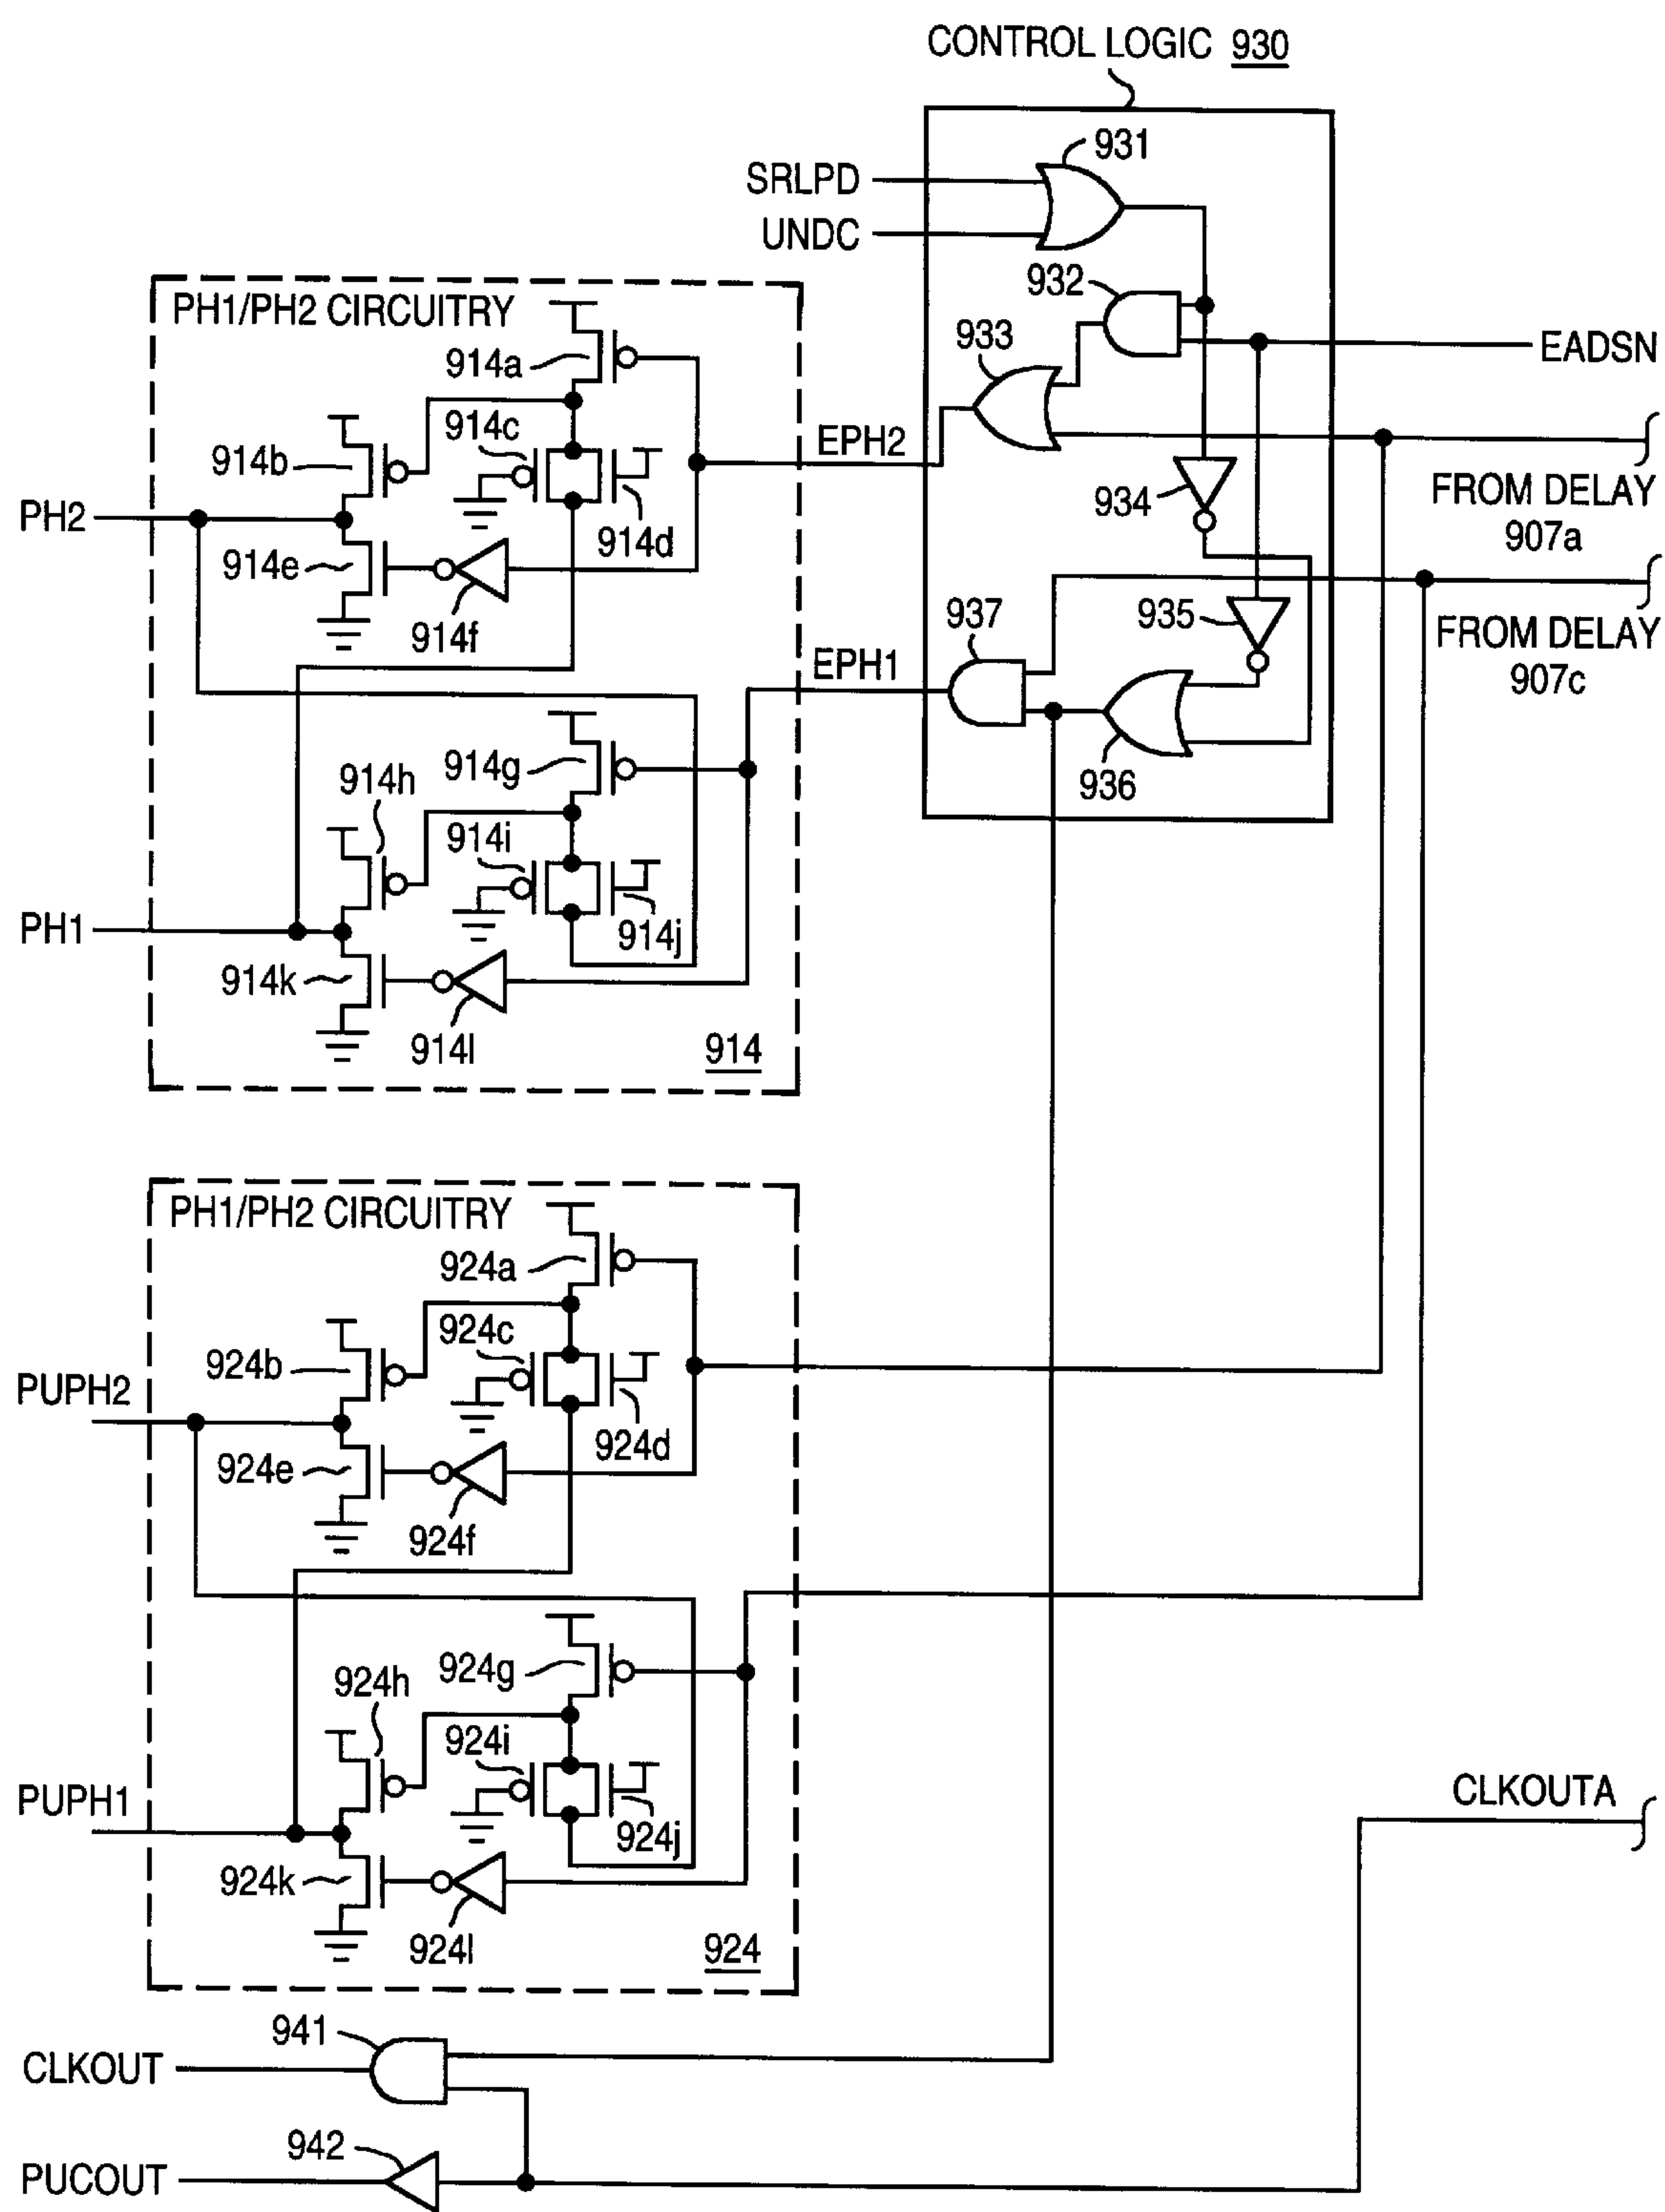 CONTROL LOGIC 930
931
SRLPD
UNDC
932
PH1/PH2 CIRCUITRY
933
EADSN
914a
914c
EPH2
914b
934
FROM DELAY
907a
PH2
914d
914e
937
935
914f
EPH1
FROM DELAY
907c
914g
914h
936
914i
PH1
914j
914k
914l
914
PH1/PH2 CIRCUITRY
924a
924c
924b
PUPH2
924d
924e
924f
924g
924h
924i
CLKOUTA
PUPH1
924j
924k
924l
924
941
CLKOUT
942
PUCOUT